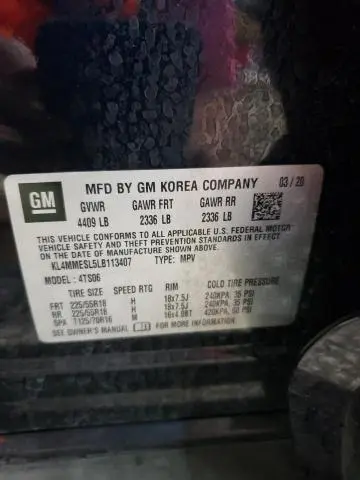 GM
MFD BY GM KOREA COMPANY 03 / 20
GVWR GAWR FRT GAWR RR
4409 LB 2336 LB 2336 LB
THIS VEHICLE CONFORMS TO ALL APPLICABLE U.S. FEDERAL MOTOR
VEHICLE SAFETY AND THEFT PREVENTION STANDARDS IN EFFECT ON
THE DATE OF MANUFACTURE SHOWN ABOVE.
KL4MMESL5LB113407 TYPE: MPV
MODEL : 4TS06
TIRE SIZE SPEED RTG RIM COLD TIRE PRESSURE
FRT 225/55R18 H 18x7.5J 240KPA, 35 PSI
RR 225/55R18 H 18x7.5J 240KPA, 35 PSI
SPA T125/70R16 M 16x4.0BT 420KPA, 60 PSI
SEE OWNER'S MANUAL